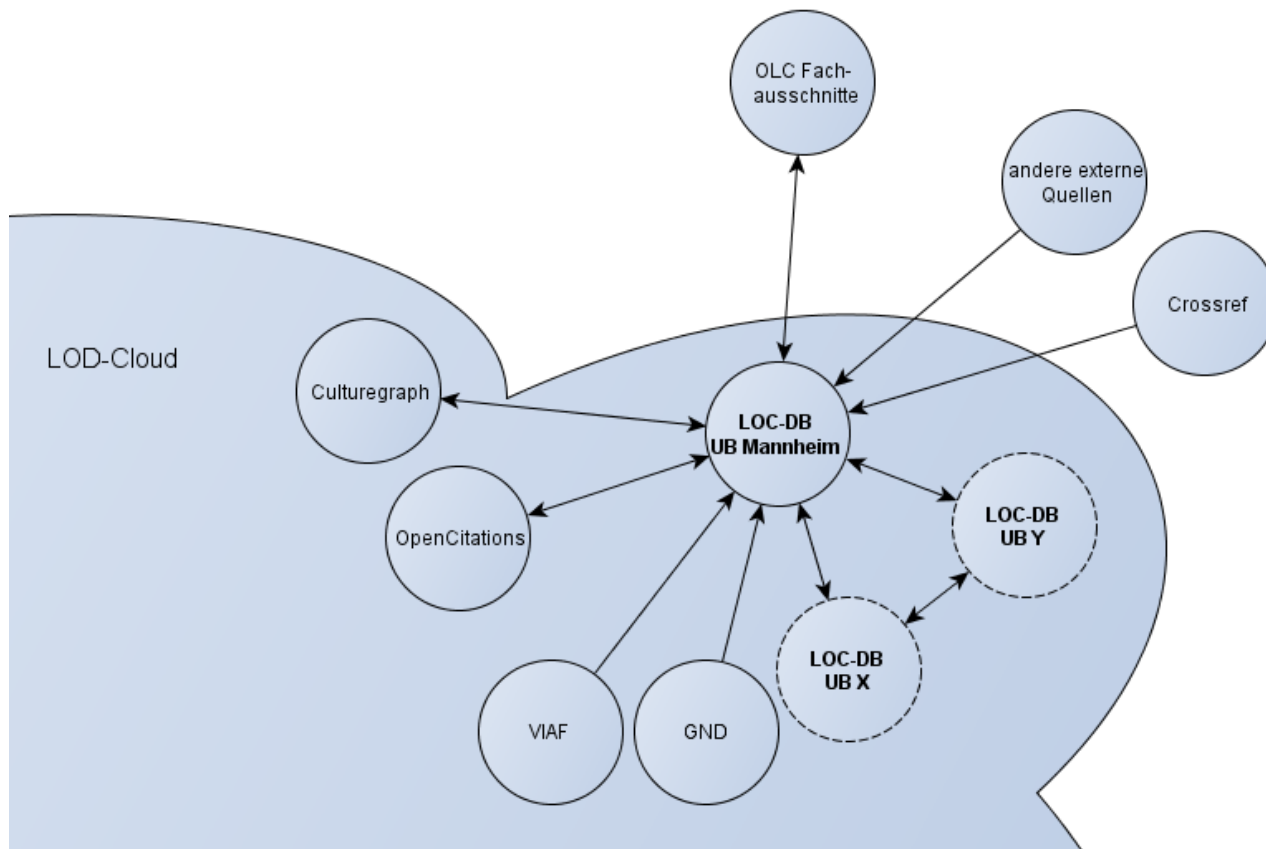 OLC Fach-
ausschnitte
andere externe
Quellen
Crossref
LOD-Cloud
Culturegraph
LOC-DB
UB Mannheim
OpenCitations
LOC-DB
UB Y
LOC-DB
UB X
VIAF
GND